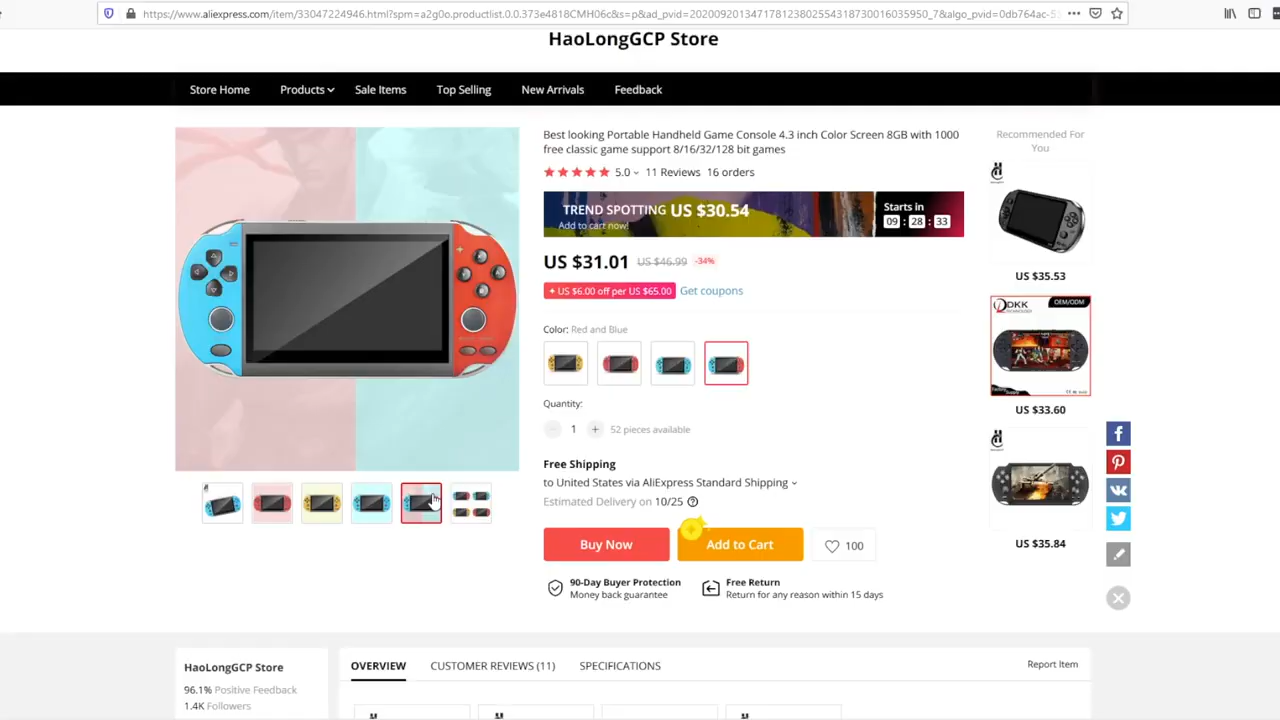 https://www.aliexpress.com/item/33047224946.html?spm=a2g0o.productlist.0.0.373e4818CMH06c&s=p&ad_pvid=202009201347178123802554318730016035950_7&algo_pvid=0db764ac-5
HaoLongGCP Store
Store Home
Products
Sale Items
Top Selling
New Arrivals
Feedback
Best looking Portable Handheld Game Console 4.3 inch Color Screen 8GB with 1000
free classic game support 8/16/32/128 bit games
5.0
11 Reviews
16 orders
TREND SPOTTING US $30.54
Add to cart now!
Starts in
09 : 28 : 33
US $31.01
US $46.99
-34%
US $6.00 off per US $65.00
Get coupons
Color: Red and Blue
Quantity:
1
52 pieces available
Free Shipping
to United States via AliExpress Standard Shipping
Estimated Delivery on 10/25
Buy Now
Add to Cart
100
90-Day Buyer Protection
Money back guarantee
Free Return
Return for any reason within 15 days
Recommended For
You
US $35.53
DKK
TECHNOLOGY
OEM/ODM
US $33.60
US $35.84
HaoLongGCP Store
96.1% Positive Feedback
1.4K Followers
OVERVIEW
CUSTOMER REVIEWS (11)
SPECIFICATIONS
Report Item